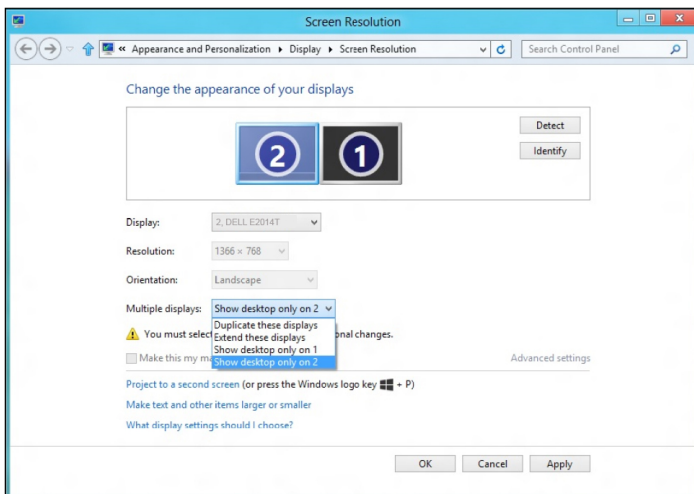 Screen Resolution
« Appearance and Personalization ▸ Display ▸ Screen Resolution
Search Control Panel
Change the appearance of your displays
2 1
Detect
Identify
Display: 2, DELL E2014T
Resolution: 1366 × 768
Orientation: Landscape
Multiple displays: Show desktop only on 2
Duplicate these displays
You must selec onal changes.
Extend these displays
Show desktop only on 1
Make this my m Advanced settings
Show desktop only on 2
Project to a second screen (or press the Windows logo key + P)
Make text and other items larger or smaller
What display settings should I choose?
OK Cancel Apply